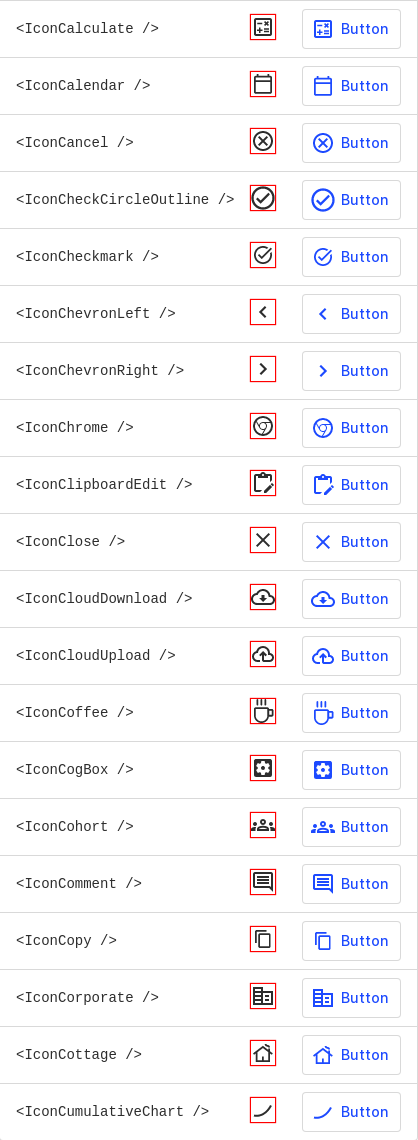 <IconCalculate /> Button
<IconCalendar /> Button
<IconCancel /> Button
<IconCheckCircleOutline /> Button
<IconCheckmark /> Button
<IconChevronLeft /> Button
<IconChevronRight /> Button
<IconChrome /> Button
<IconClipboardEdit /> Button
<IconClose /> Button
<IconCloudDownload /> Button
<IconCloudUpload /> Button
<IconCoffee /> Button
<IconCogBox /> Button
<IconCohort /> Button
<IconComment /> Button
<IconCopy /> Button
<IconCorporate /> Button
<IconCottage /> Button
<IconCumulativeChart /> Button